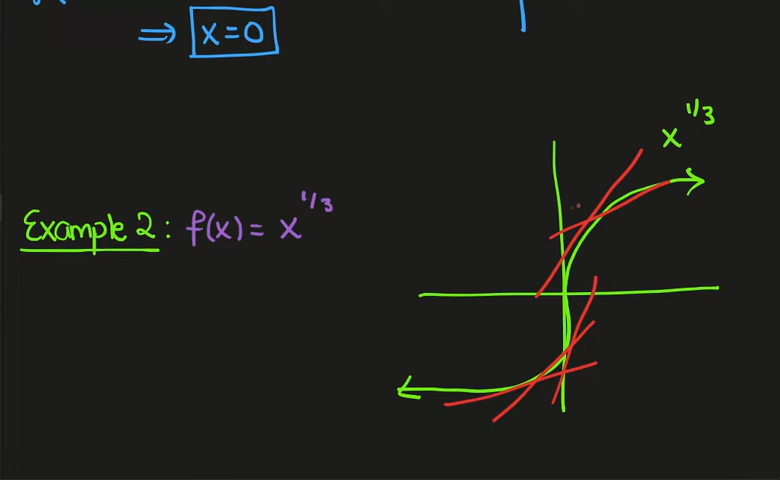 ⇒ x = 0
x^1/3
Example 2: f(x) = x^1/3